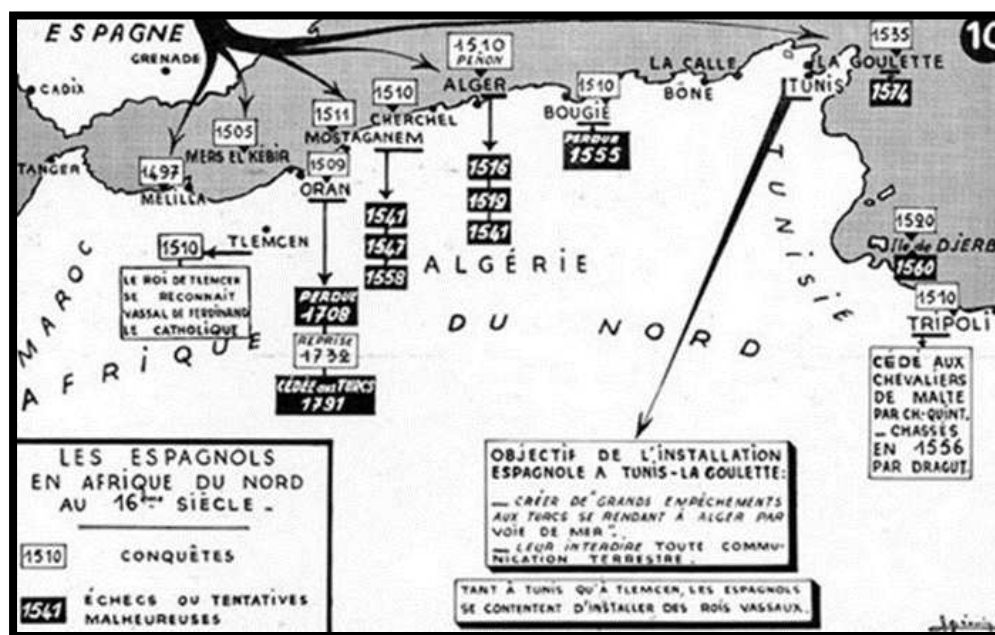 ESPAGNE
GRENADE
CADIX
TANGER
1497
MELILLA
1505
MERS EL KEBIR
1511
MOSTAGANEM
1509
ORAN
1510
CHERCHEL
1510
PEÑON
ALGER
1510
BOUGIE
PERDUE
1555
LA CALLE
BÔNE
1535
LA GOULETTE
1574
TUNIS
10
1516
1519
1541
1541
1547
1558
TLEMCEN
1510
LE ROI DE TLEMCEN
SE RECONNAIT
VASSAL DE FERDINAND
LE CATHOLIQUE
PERDUE
1708
REPRISE
1732
CÉDÉE aux TURCS
1791
MAROC
ALGÉRIE
TUNISIE
AFRIQUE DU NORD
1520
Ile de DJERB
1560
1510
TRIPOLI
CÉDÉ AUX
CHEVALIERS
DE MALTE
PAR CH-QUINT.
_ CHASSÉS
EN 1556
PAR DRAGUT.
OBJECTIF DE L'INSTALLATION
ESPAGNOLE A TUNIS-LA GOULETTE:
_ CRÉER DE "GRANDS EMPÊCHEMENTS
AUX TURCS SE RENDANT À ALGER PAR
VOIE DE MER".
_ LEUR INTERDIRE TOUTE COMMU-
NICATION TERRESTRE.
TANT À TUNIS QU'À TLEMCEN, LES ESPAGNOLS
SE CONTENTENT D'INSTALLER DES ROIS VASSAUX.
LES ESPAGNOLS
EN AFRIQUE DU NORD
AU 16ème SIÈCLE _
1510 CONQUÊTES
1541 ÉCHECS OU TENTATIVES
MALHEUREUSES